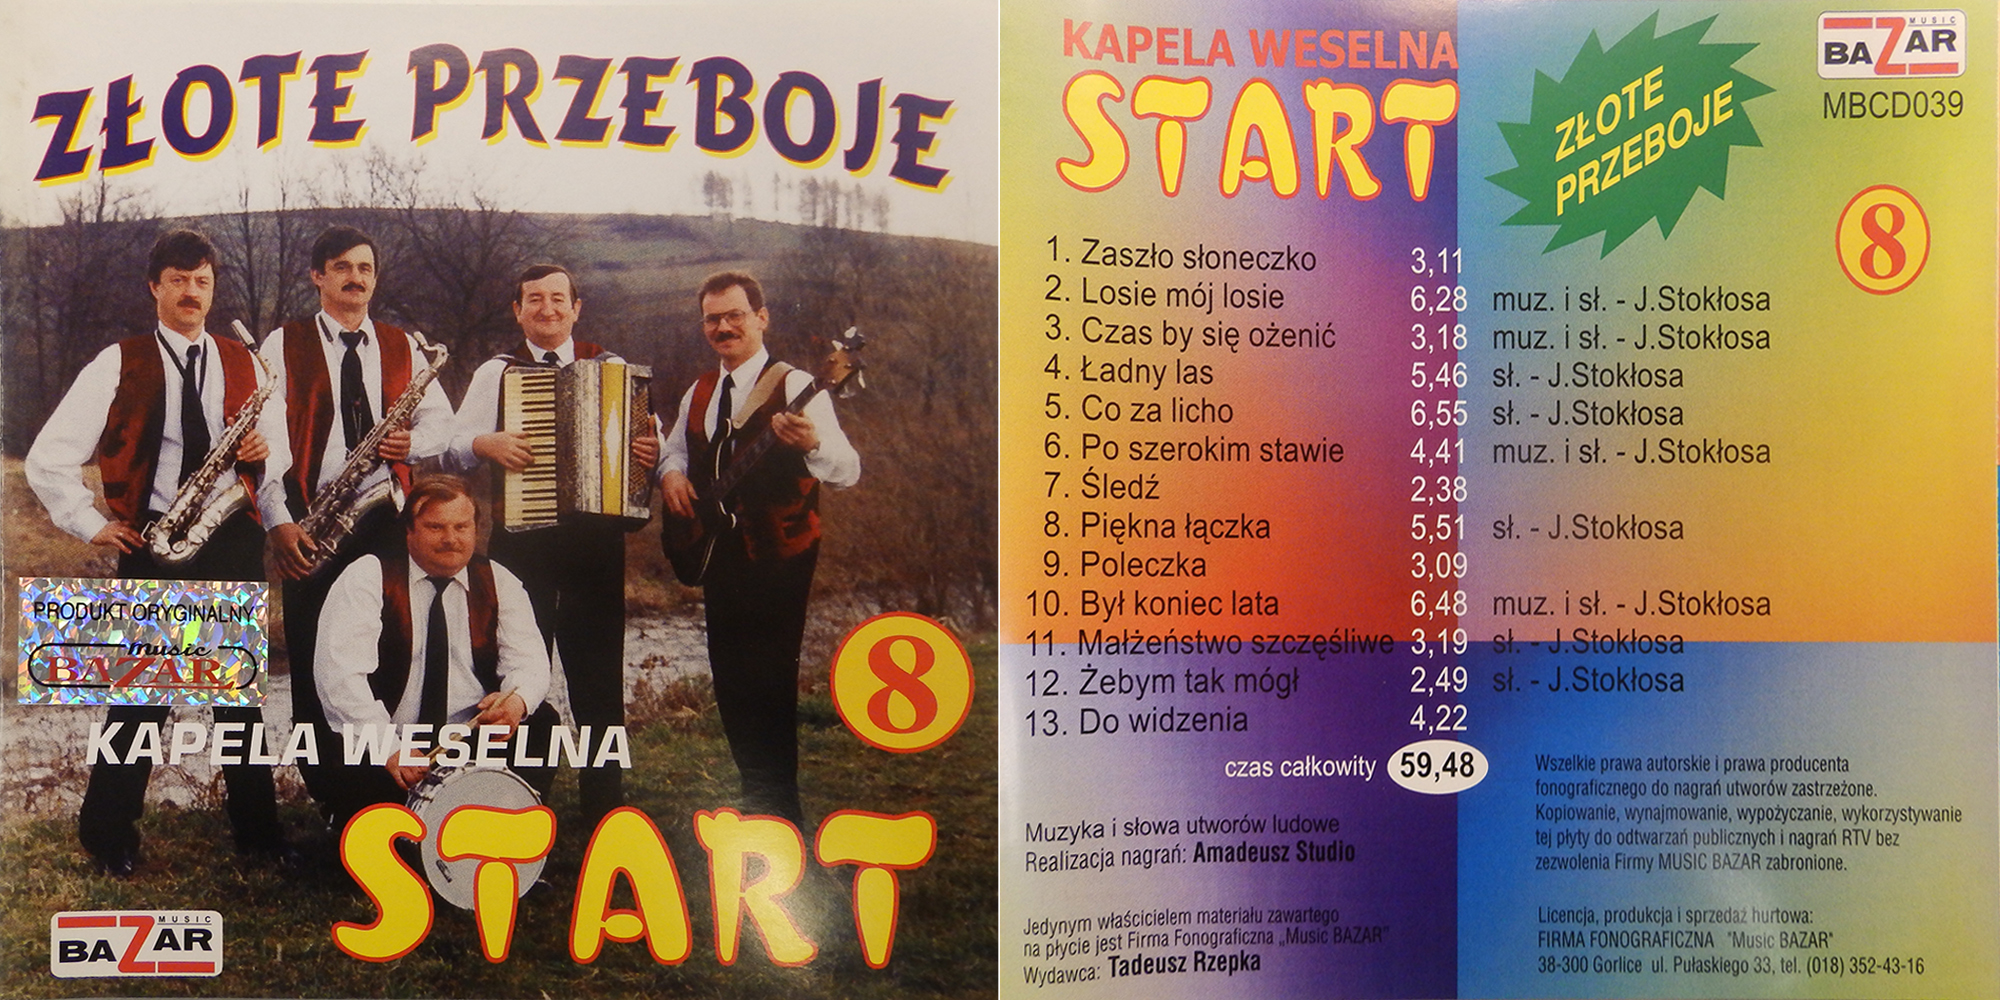 ZŁOTE PRZEBOJE
PRODUKT ORYGINALNY
music
BAZAR
8
KAPELA WESELNA
START
MUSIC
BAZAR
KAPELA WESELNA
START
ZŁOTE
PRZEBOJE
MUSIC
BAZAR
MBCD039
8
1. Zaszło słoneczko 3,11
2. Losie mój losie 6,28 muz. i sł. - J.Stokłosa
3. Czas by się ożenić 3,18 muz. i sł. - J.Stokłosa
4. Ładny las 5,46 sł. - J.Stokłosa
5. Co za licho 6,55 sł. - J.Stokłosa
6. Po szerokim stawie 4,41 muz. i sł. - J.Stokłosa
7. Śledź 2,38
8. Piękna łączka 5,51 sł. - J.Stokłosa
9. Poleczka 3,09
10. Był koniec lata 6,48 muz. i sł. - J.Stokłosa
11. Małżeństwo szczęśliwe 3,19 sł. - J.Stokłosa
12. Żebym tak mógł 2,49 sł. - J.Stokłosa
13. Do widzenia 4,22
czas całkowity 59,48
Muzyka i słowa utworów ludowe
Realizacja nagrań: Amadeusz Studio
Jedynym właścicielem materiału zawartego
na płycie jest Firma Fonograficzna „Music BAZAR"
Wydawca: Tadeusz Rzepka
Wszelkie prawa autorskie i prawa producenta
fonograficznego do nagrań utworów zastrzeżone.
Kopiowanie, wynajmowanie, wypożyczanie, wykorzystywanie
tej płyty do odtwarzań publicznych i nagrań RTV bez
zezwolenia Firmy MUSIC BAZAR zabronione.
Licencja, produkcja i sprzedaż hurtowa:
FIRMA FONOGRAFICZNA "Music BAZAR"
38-300 Gorlice ul. Pułaskiego 33, tel. (018) 352-43-16